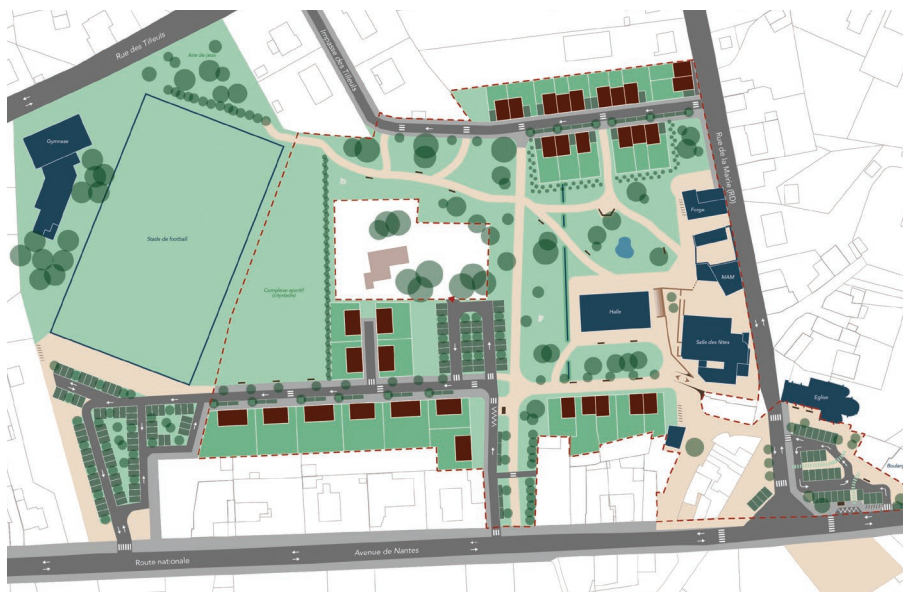 Rue des Tilleuls
Impasse des Tilleuls
Aire de jeux
Gymnase
Stade de football
Complexe sportif
(citystade)
Rue de la Mairie (RD)
Forge
MAM
Halle
Salle des fêtes
Eglise
Route nationale
Avenue de Nantes